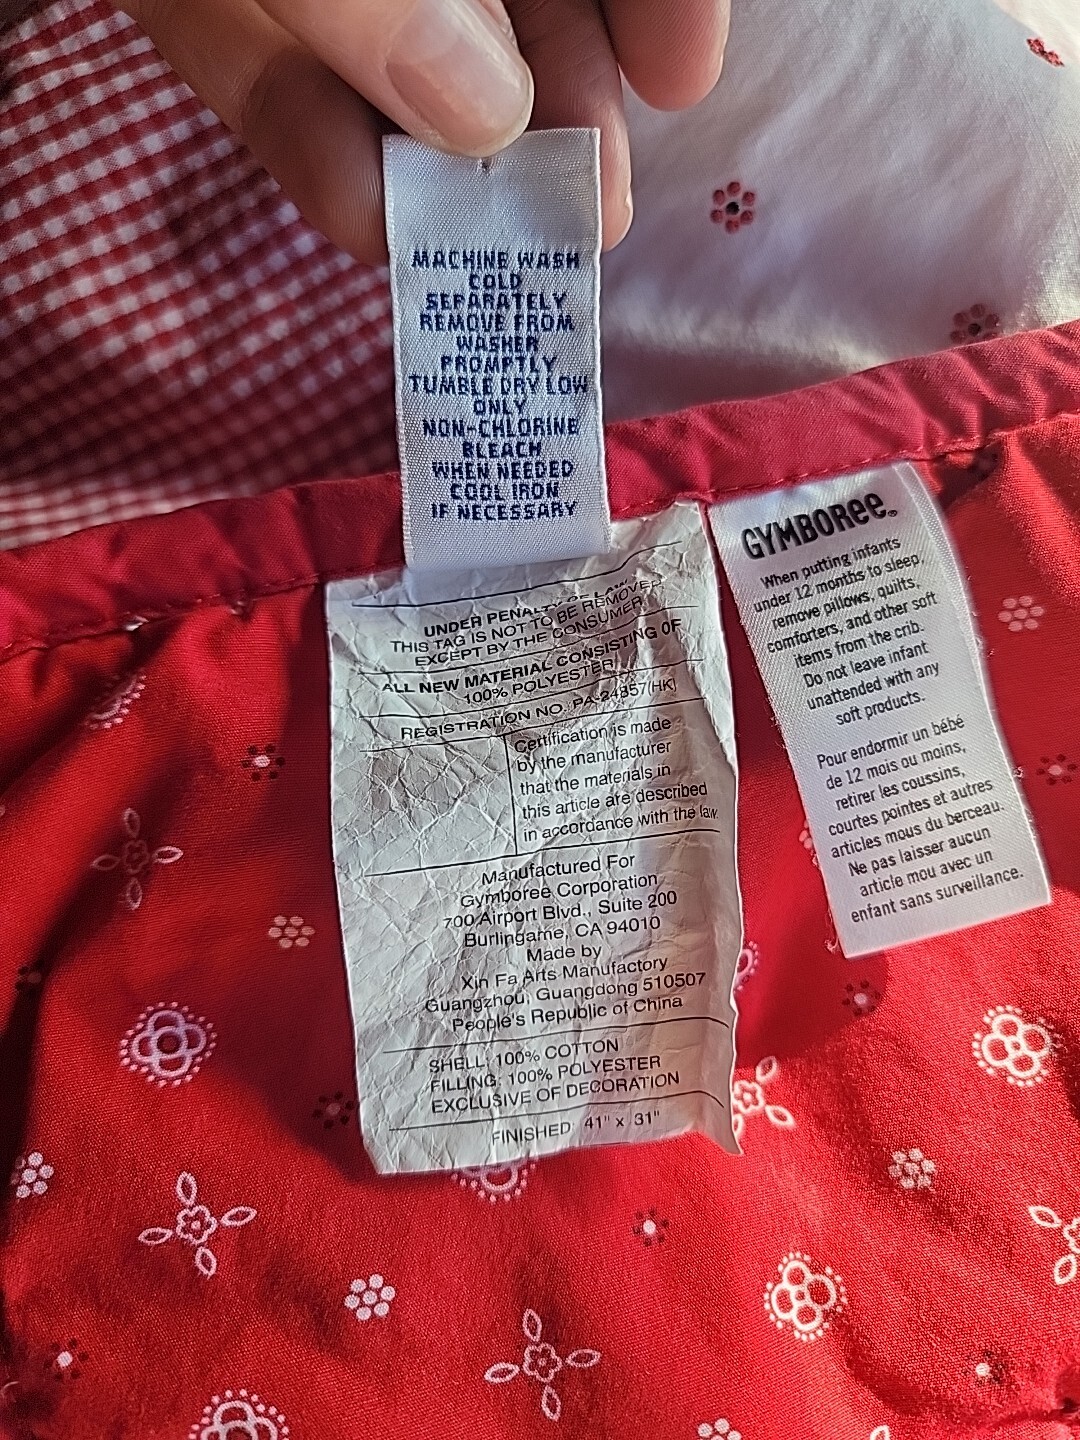 MACHINE WASH
COLD
SEPARATELY
REMOVE FROM
WASHER
PROMPTLY
TUMBLE DRY LOW
ONLY
NON-CHLORINE
BLEACH
WHEN NEEDED
COOL IRON
IF NECESSARY
UNDER PENALTY OF LAW
THIS TAG IS NOT TO BE REMOVED
EXCEPT BY THE CONSUMER
ALL NEW MATERIAL CONSISTING OF
100% POLYESTER
REGISTRATION NO. PA-24857(HK)
Certification is made
by the manufacturer
that the materials in
this article are described
in accordance with the law.
Manufactured For
Gymboree Corporation
700 Airport Blvd., Suite 200
Burlingame, CA 94010
Made by
Xin Fa Arts Manufactory
Guangzhou, Guangdong 510507
People's Republic of China
SHELL: 100% COTTON
FILLING: 100% POLYESTER
EXCLUSIVE OF DECORATION
FINISHED: 41" x 31"
GYMBOREE®
When putting infants
under 12 months to sleep,
remove pillows, quilts,
comforters, and other soft
items from the crib.
Do not leave infant
unattended with any
soft products.
Pour endormir un bébé
de 12 mois ou moins,
retirer les coussins,
courtes pointes et autres
articles mous du berceau.
Ne pas laisser aucun
article mou avec un
enfant sans surveillance.